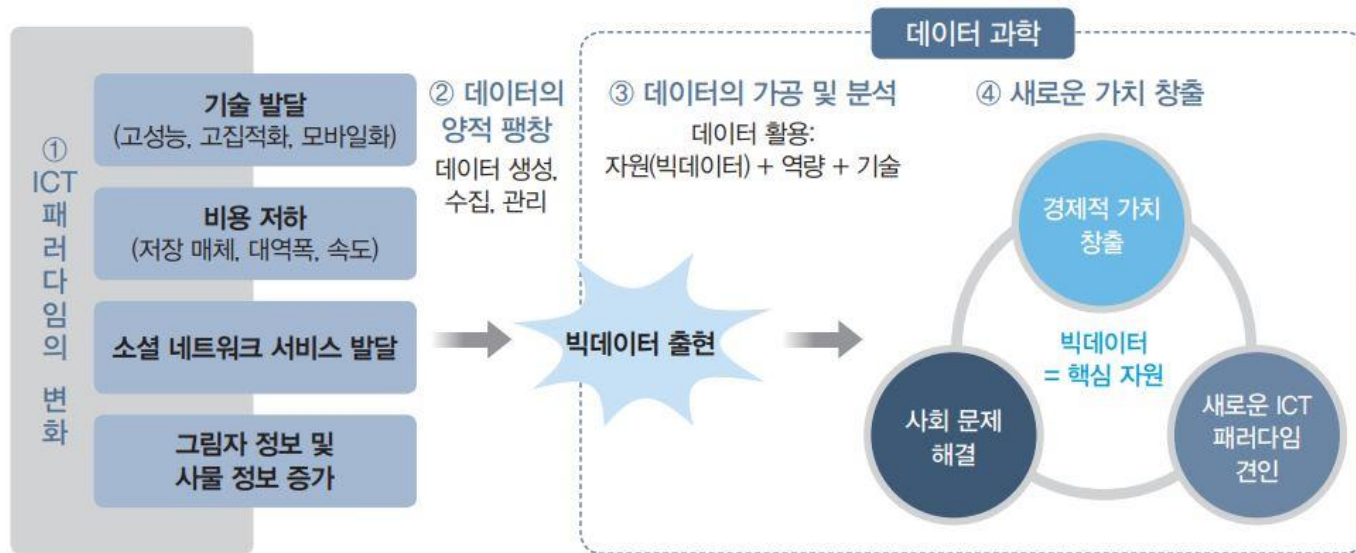 데이터 과학
①
ICT
패
러
다
임
의
변
화
기술 발달
(고성능, 고집적화, 모바일화)
비용 저하
(저장 매체, 대역폭, 속도)
소셜 네트워크 서비스 발달
그림자 정보 및
사물 정보 증가
② 데이터의
양적 팽창
데이터 생성,
수집, 관리
빅데이터 출현
③ 데이터의 가공 및 분석
데이터 활용:
자원(빅데이터) + 역량 + 기술
④ 새로운 가치 창출
경제적 가치
창출
빅데이터
= 핵심 자원
사회 문제
해결
새로운 ICT
패러다임
견인